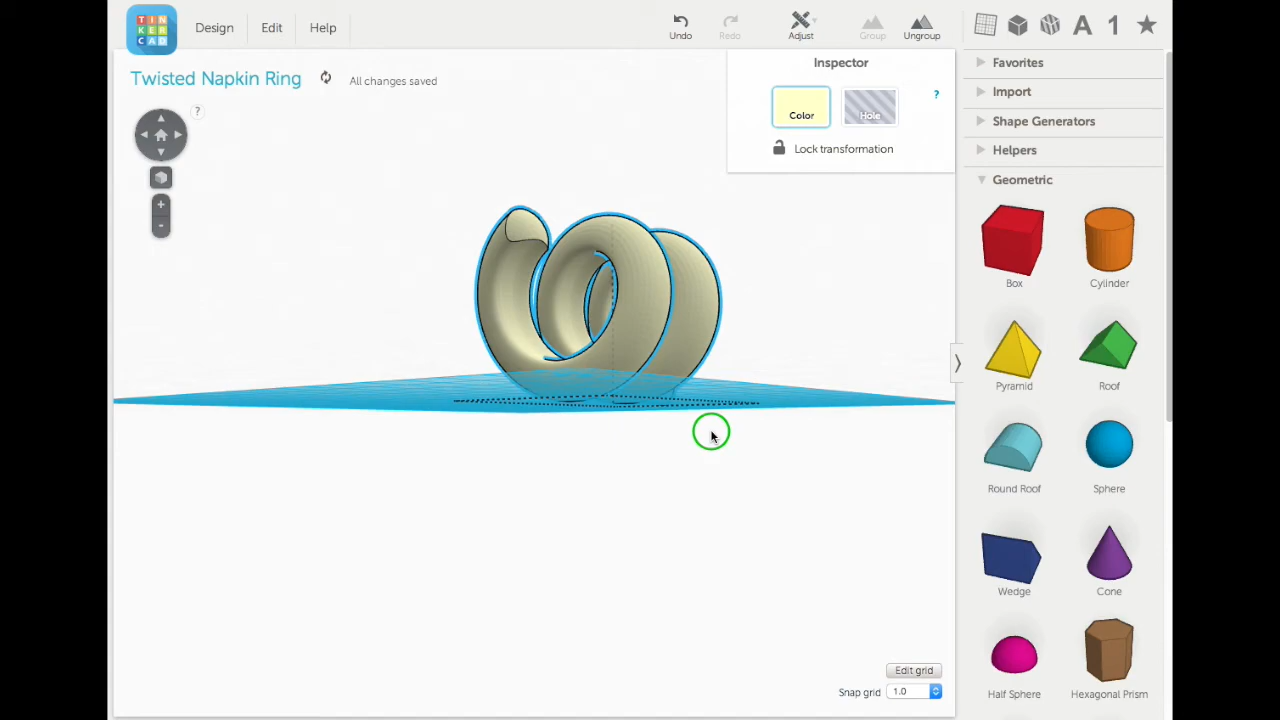 TIN
KER
CAD
Design
Edit
Help
Undo
Redo
Adjust
Group
Ungroup
A
1
Twisted Napkin Ring
All changes saved
?
+
-
Inspector
Color
Hole
?
Lock transformation
Favorites
Import
Shape Generators
Helpers
Geometric
Box
Cylinder
Pyramid
Roof
Round Roof
Sphere
Wedge
Cone
Half Sphere
Hexagonal Prism
Edit grid
Snap grid 1.0